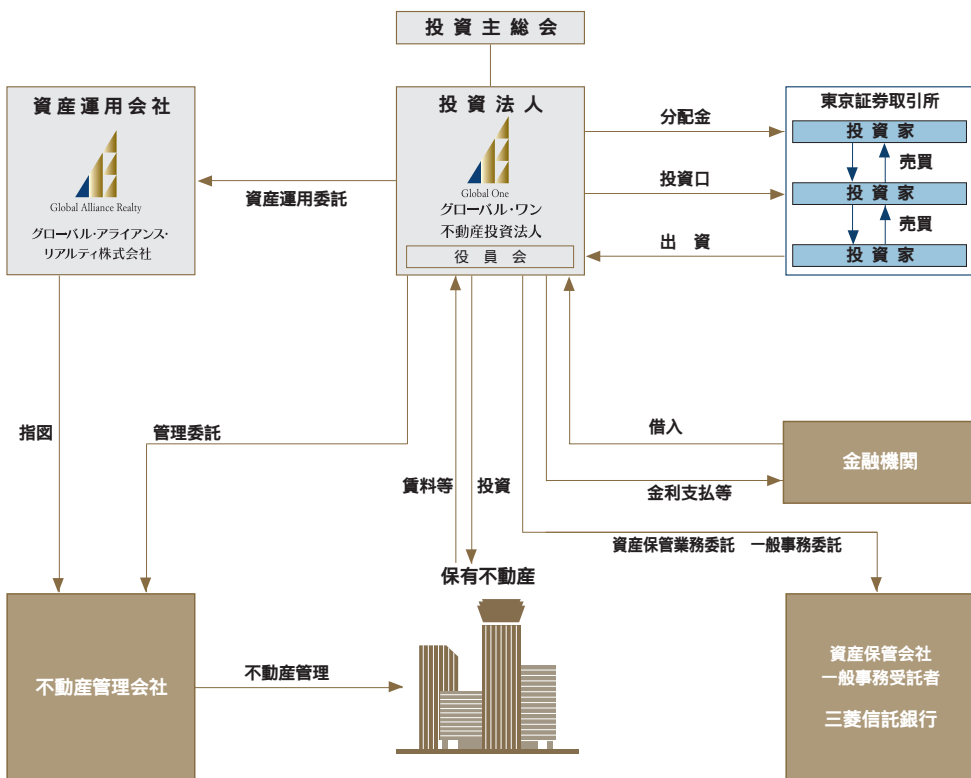 投資主総会
資産運用会社
Global Alliance Realty
グローバル・アライアンス・
リアルティ株式会社
資産運用委託
投資法人
Global One
グローバル・ワン
不動産投資法人
役員会
分配金
投資口
出資
東京証券取引所
投資家
売買
投資家
売買
投資家
指図
管理委託
賃料等
投資
借入
金利支払等
金融機関
資産保管業務委託 一般事務委託
保有不動産
不動産管理会社
不動産管理
資産保管会社
一般事務受託者
三菱信託銀行